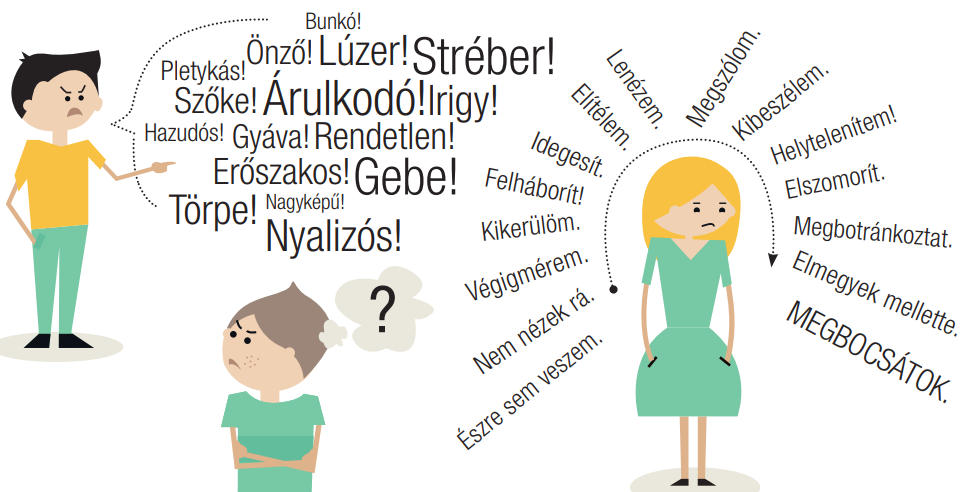 Bunkó!
Önző! Lúzer! Stréber!
Pletykás!
Szőke! Árulkodó! Irigy!
Hazudós! Gyáva! Rendetlen!
Erőszakos! Gebe!
Törpe! Nagyképű!
Nyalizós!
?
Észre sem veszem.
Nem nézek rá.
Végigmérem.
Kikerülöm.
Felháborít!
Idegesít.
Elítélem.
Lenézem.
Megszólom.
Kibeszélem.
Helytelenítem!
Elszomorít.
Megbotránkoztat.
Elmegyek mellette.
MEGBOCSÁTOK.